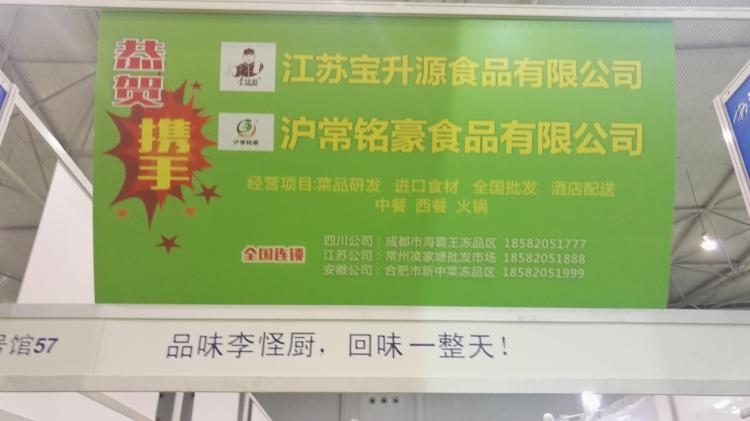 恭贺
携手
江苏宝升源食品有限公司
沪常铭豪
沪常铭豪食品有限公司
经营项目:菜品研发 进口食材 全国批发 酒店配送
中餐 西餐 火锅
全国连锁
四川公司：成都市海霸王冻品区 18582051777
江苏公司：常州凌家塘批发市场 18582051888
安徽公司：合肥市新中菜冻品区 18582051999
馆57
品味李怪厨，回味一整天！